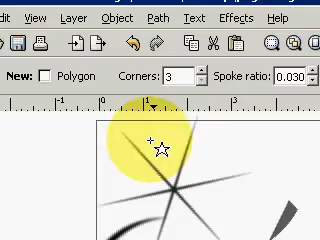 dit View Layer Object Path Text Effects Help
New: Polygon Corners: 3 Spoke ratio: 0.030
-1 0 1 3